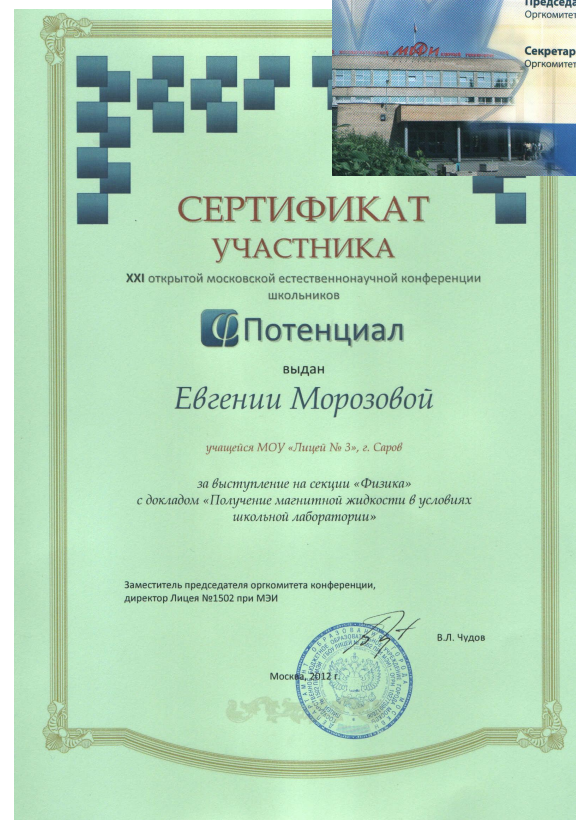 Председа
Оргкомитет
Секретар
Оргкомитет
МИФИ
СЕРТИФИКАТ
УЧАСТНИКА
XXI открытой московской естественнонаучной конференции
школьников
Потенциал
выдан
Евгении Морозовой
учащейся МОУ «Лицей № 3», г. Саров
за выступление на секции «Физика»
с докладом «Получение магнитной жидкости в условиях
школьной лаборатории»
Заместитель председателя оргкомитета конференции,
директор Лицея №1502 при МЭИ
В.Л. Чудов
Москва, 2012 г.